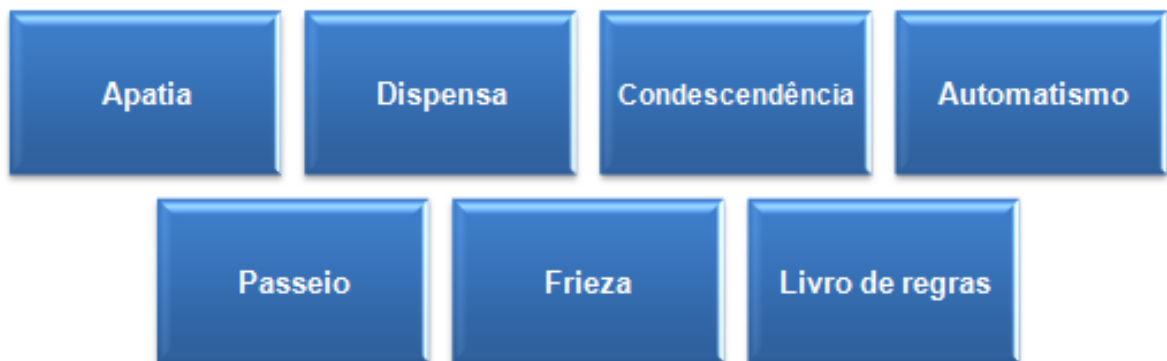 Apatia
Dispensa
Condescendência
Automatismo
Passeio
Frieza
Livro de regras